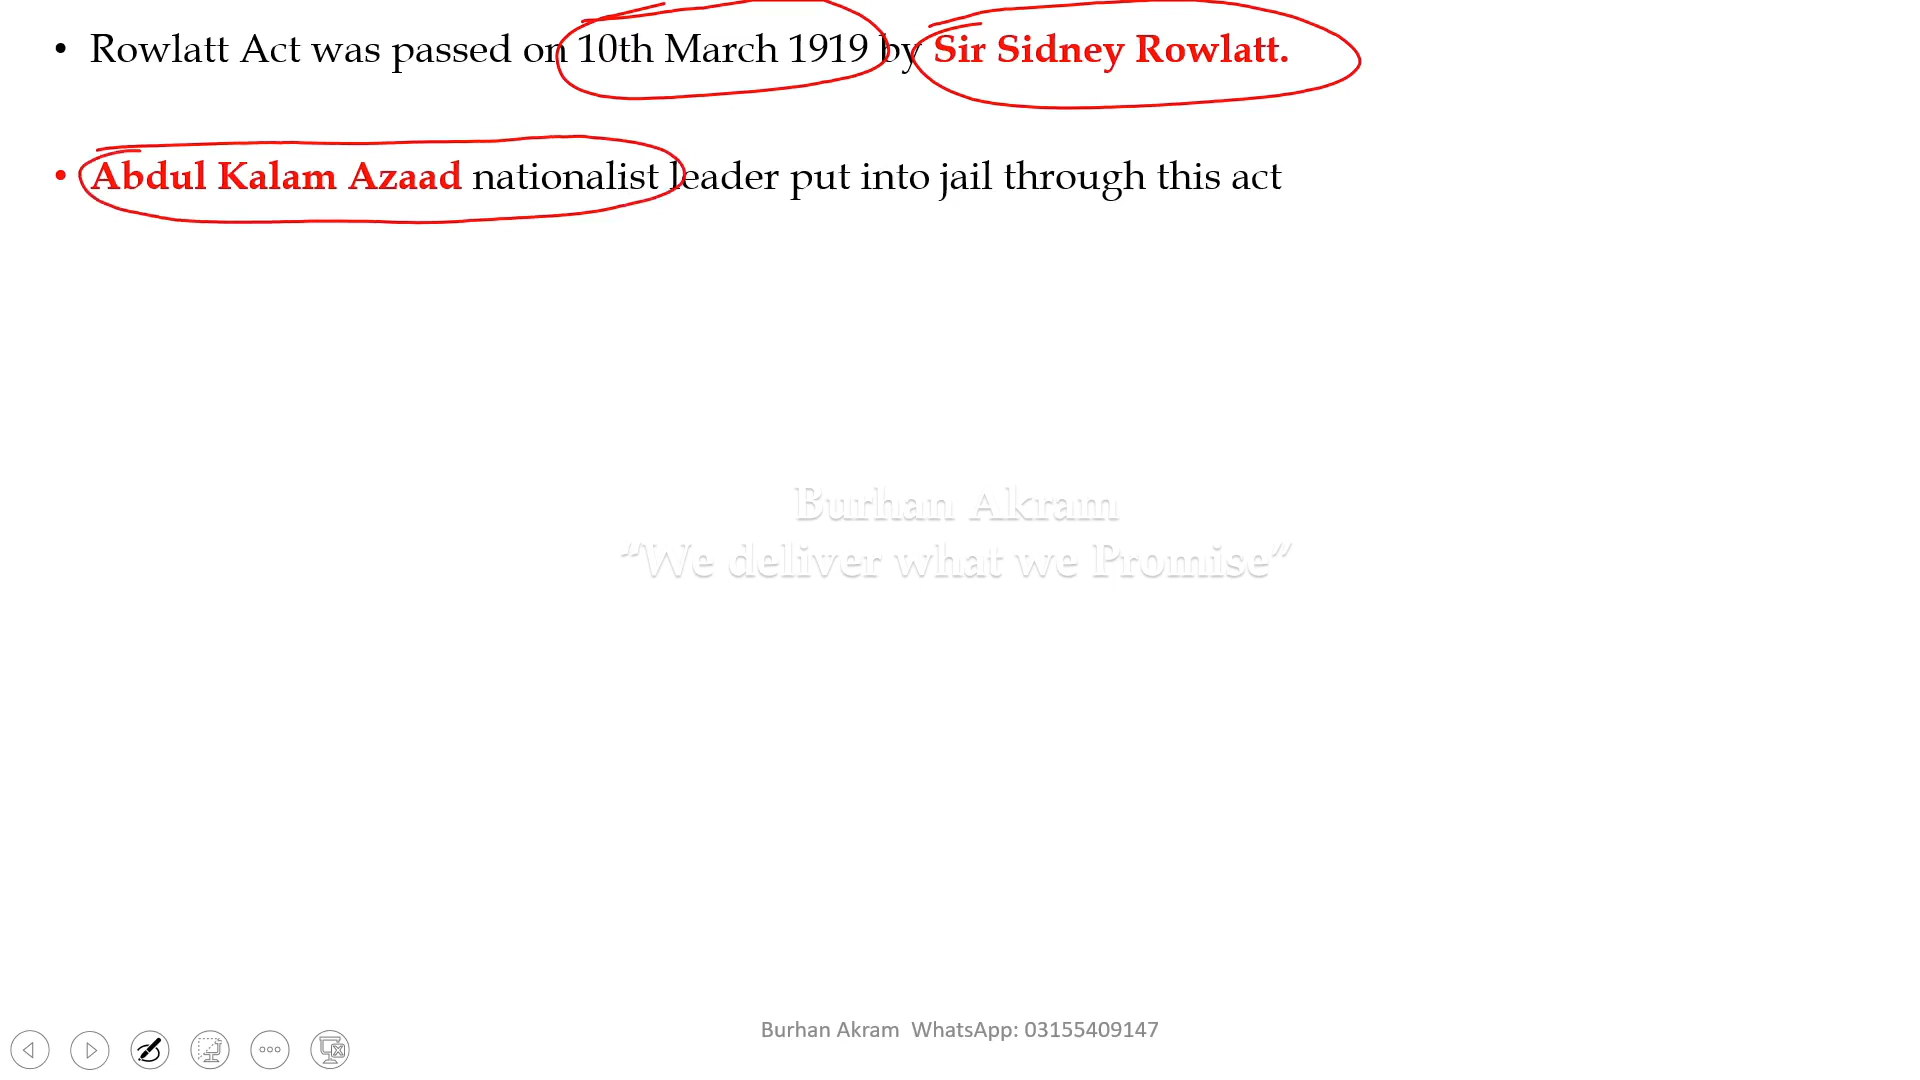 • Rowlatt Act was passed on 10th March 1919 by Sir Sidney Rowlatt.
• Abdul Kalam Azaad nationalist leader put into jail through this act
Burhan Akram
“We deliver what we Promise”
Burhan Akram WhatsApp: 03155409147